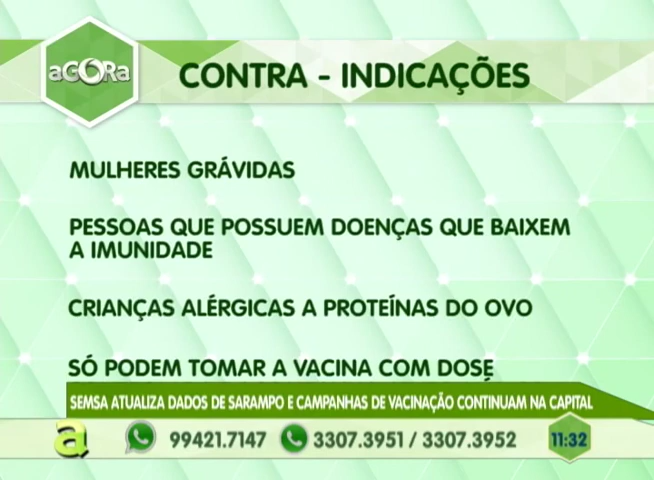 aGORa
CONTRA - INDICAÇÕES
MULHERES GRÁVIDAS
PESSOAS QUE POSSUEM DOENÇAS QUE BAIXEM
A IMUNIDADE
CRIANÇAS ALÉRGICAS A PROTEÍNAS DO OVO
SÓ PODEM TOMAR A VACINA COM DOSE
SEMSA ATUALIZA DADOS DE SARAMPO E CAMPANHAS DE VACINAÇÃO CONTINUAM NA CAPITAL
a 99421.7147 3307.3951 / 3307.3952 11:32